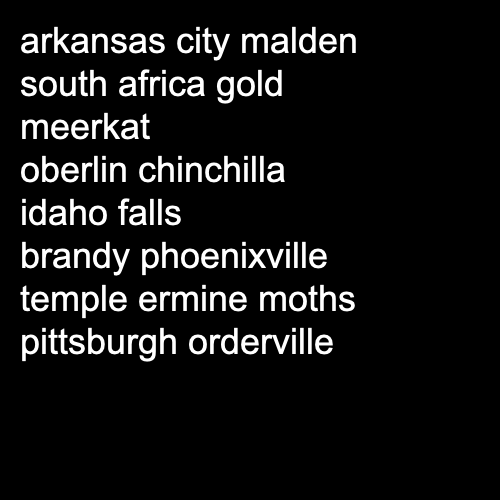 arkansas city malden
south africa gold
meerkat
oberlin chinchilla
idaho falls
brandy phoenixville
temple ermine moths
pittsburgh orderville